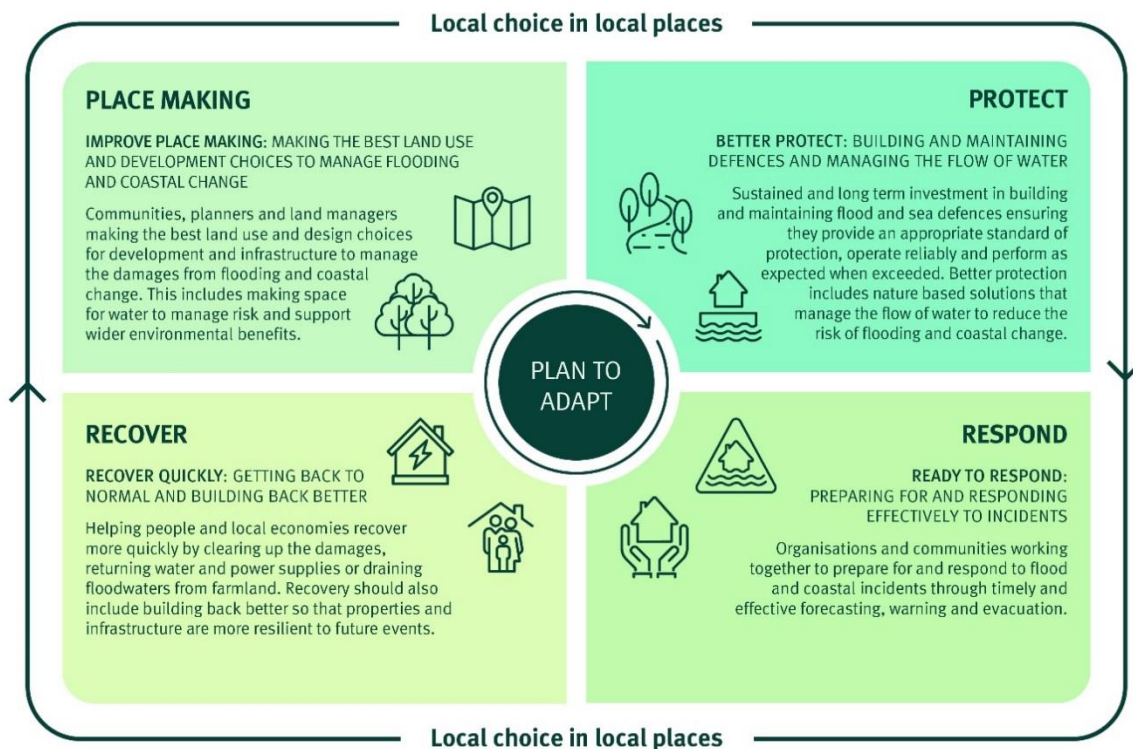 Local choice in local places
PLACE MAKING
IMPROVE PLACE MAKING: MAKING THE BEST LAND USE
AND DEVELOPMENT CHOICES TO MANAGE FLOODING
AND COASTAL CHANGE
Communities, planners and land managers
making the best land use and design choices
for development and infrastructure to manage
the damages from flooding and coastal
change. This includes making space
for water to manage risk and support
wider environmental benefits.
PROTECT
BETTER PROTECT: BUILDING AND MAINTAINING
DEFENCES AND MANAGING THE FLOW OF WATER
Sustained and long term investment in building
and maintaining flood and sea defences ensuring
they provide an appropriate standard of
protection, operate reliably and perform as
expected when exceeded. Better protection
includes nature based solutions that
manage the flow of water to reduce the
risk of flooding and coastal change.
PLAN TO
ADAPT
RECOVER
RECOVER QUICKLY: GETTING BACK TO
NORMAL AND BUILDING BACK BETTER
Helping people and local economies recover
more quickly by clearing up the damages,
returning water and power supplies or draining
floodwaters from farmland. Recovery should also
include building back better so that properties and
infrastructure are more resilient to future events.
RESPOND
READY TO RESPOND:
PREPARING FOR AND RESPONDING
EFFECTIVELY TO INCIDENTS
Organisations and communities working
together to prepare for and respond to flood
and coastal incidents through timely and
effective forecasting, warning and evacuation.
Local choice in local places